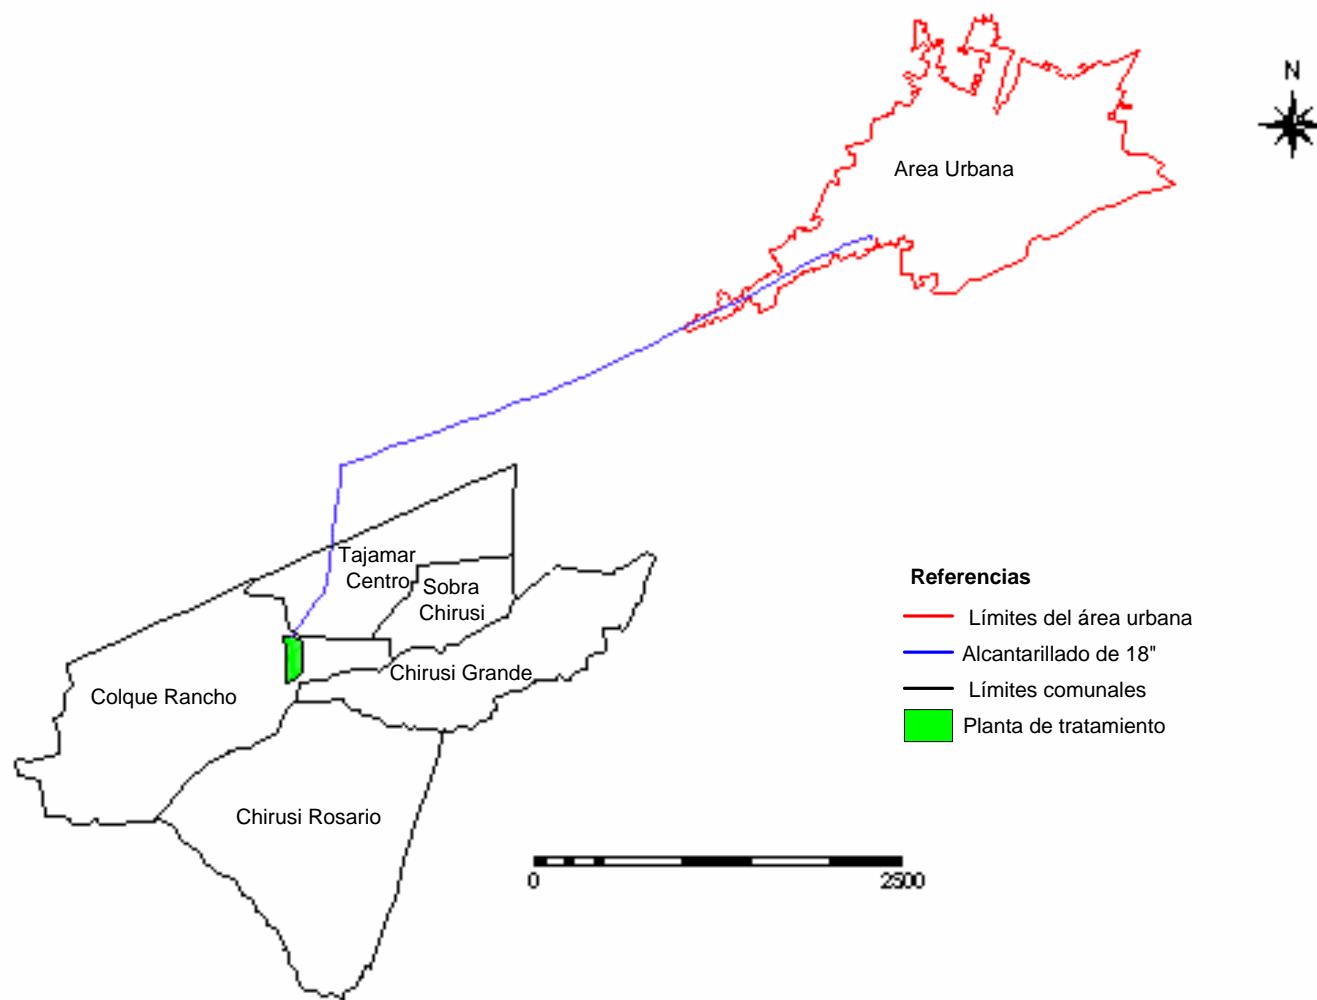 N
Area Urbana
Tajamar
Centro
Sobra
Chirusi
Chirusi Grande
Colque Rancho
Chirusi Rosario
Referencias
Límites del área urbana
Alcantarillado de 18"
Límites comunales
Planta de tratamiento
0 2500